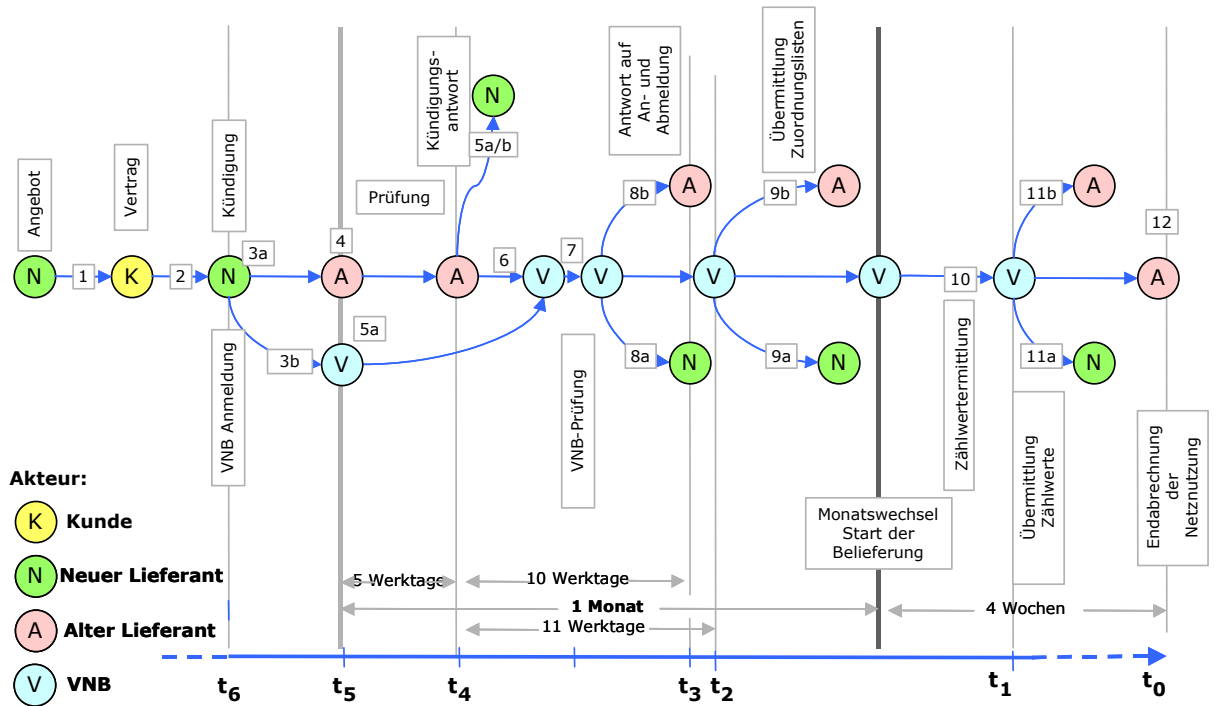 Angebot
Vertrag
Kündigung
VNB Anmeldung
Prüfung
Kündigungs-
antwort
VNB-Prüfung
Antwort auf
An- und
Abmeldung
Übermittlung
Zuordnungslisten
Zählwertermittlung
Übermittlung
Zählwerte
Endabrechnung
der
Netznutzung
N
1
K
2
N
3a
4
A
A
5a/b
N
6
V
7
V
8b
A
V
9b
A
V
10
V
11b
A
12
A
3b
V
5a
8a
N
9a
N
11a
N
Monatswechsel
Start der
Belieferung
Akteur:
K Kunde
N Neuer Lieferant
A Alter Lieferant
V VNB
5 Werktage
10 Werktage
1 Monat
11 Werktage
4 Wochen
t6
t5
t4
t3
t2
t1
t0